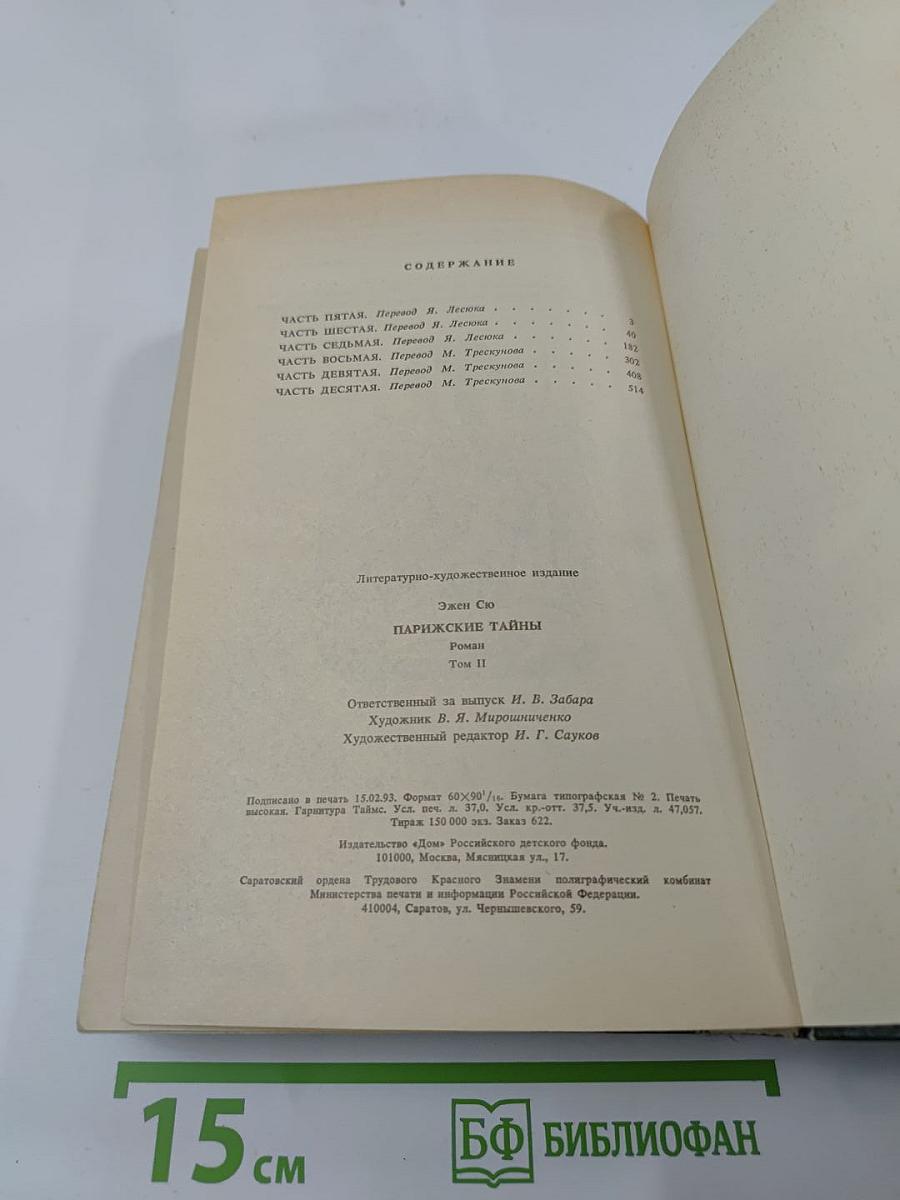 СОДЕРЖАНИЕ
ЧАСТЬ ПЯТАЯ. Перевод Я. Лесюка . . . . . . 3
ЧАСТЬ ШЕСТАЯ. Перевод Я. Лесюка . . . . . . 40
ЧАСТЬ СЕДЬМАЯ. Перевод Я. Лесюка . . . . . 182
ЧАСТЬ ВОСЬМАЯ. Перевод М. Трескунова . . . . . 302
ЧАСТЬ ДЕВЯТАЯ. Перевод М. Трескунова . . . . . 408
ЧАСТЬ ДЕСЯТАЯ. Перевод М. Трескунова . . . . . 514
Литературно-художественное издание
Эжен Сю
ПАРИЖСКИЕ ТАЙНЫ
Роман
Том II
Ответственный за выпуск И. В. Забара
Художник В. Я. Мирошниченко
Художественный редактор И. Г. Сауков
Подписано в печать 15.02.93. Формат 60×90¹/₁₆. Бумага типографская № 2. Печать
высокая. Гарнитура Таймс. Усл. печ. л. 37,0. Усл. кр.-отт. 37,5. Уч.-изд. л. 47,057.
Тираж 150 000 экз. Заказ 622.
Издательство «Дом» Российского детского фонда.
101000, Москва, Мясницкая ул., 17.
Саратовский ордена Трудового Красного Знамени полиграфический комбинат
Министерства печати и информации Российской Федерации.
410004, Саратов, ул. Чернышевского, 59.
15 см
БФ БИБЛИОФАН